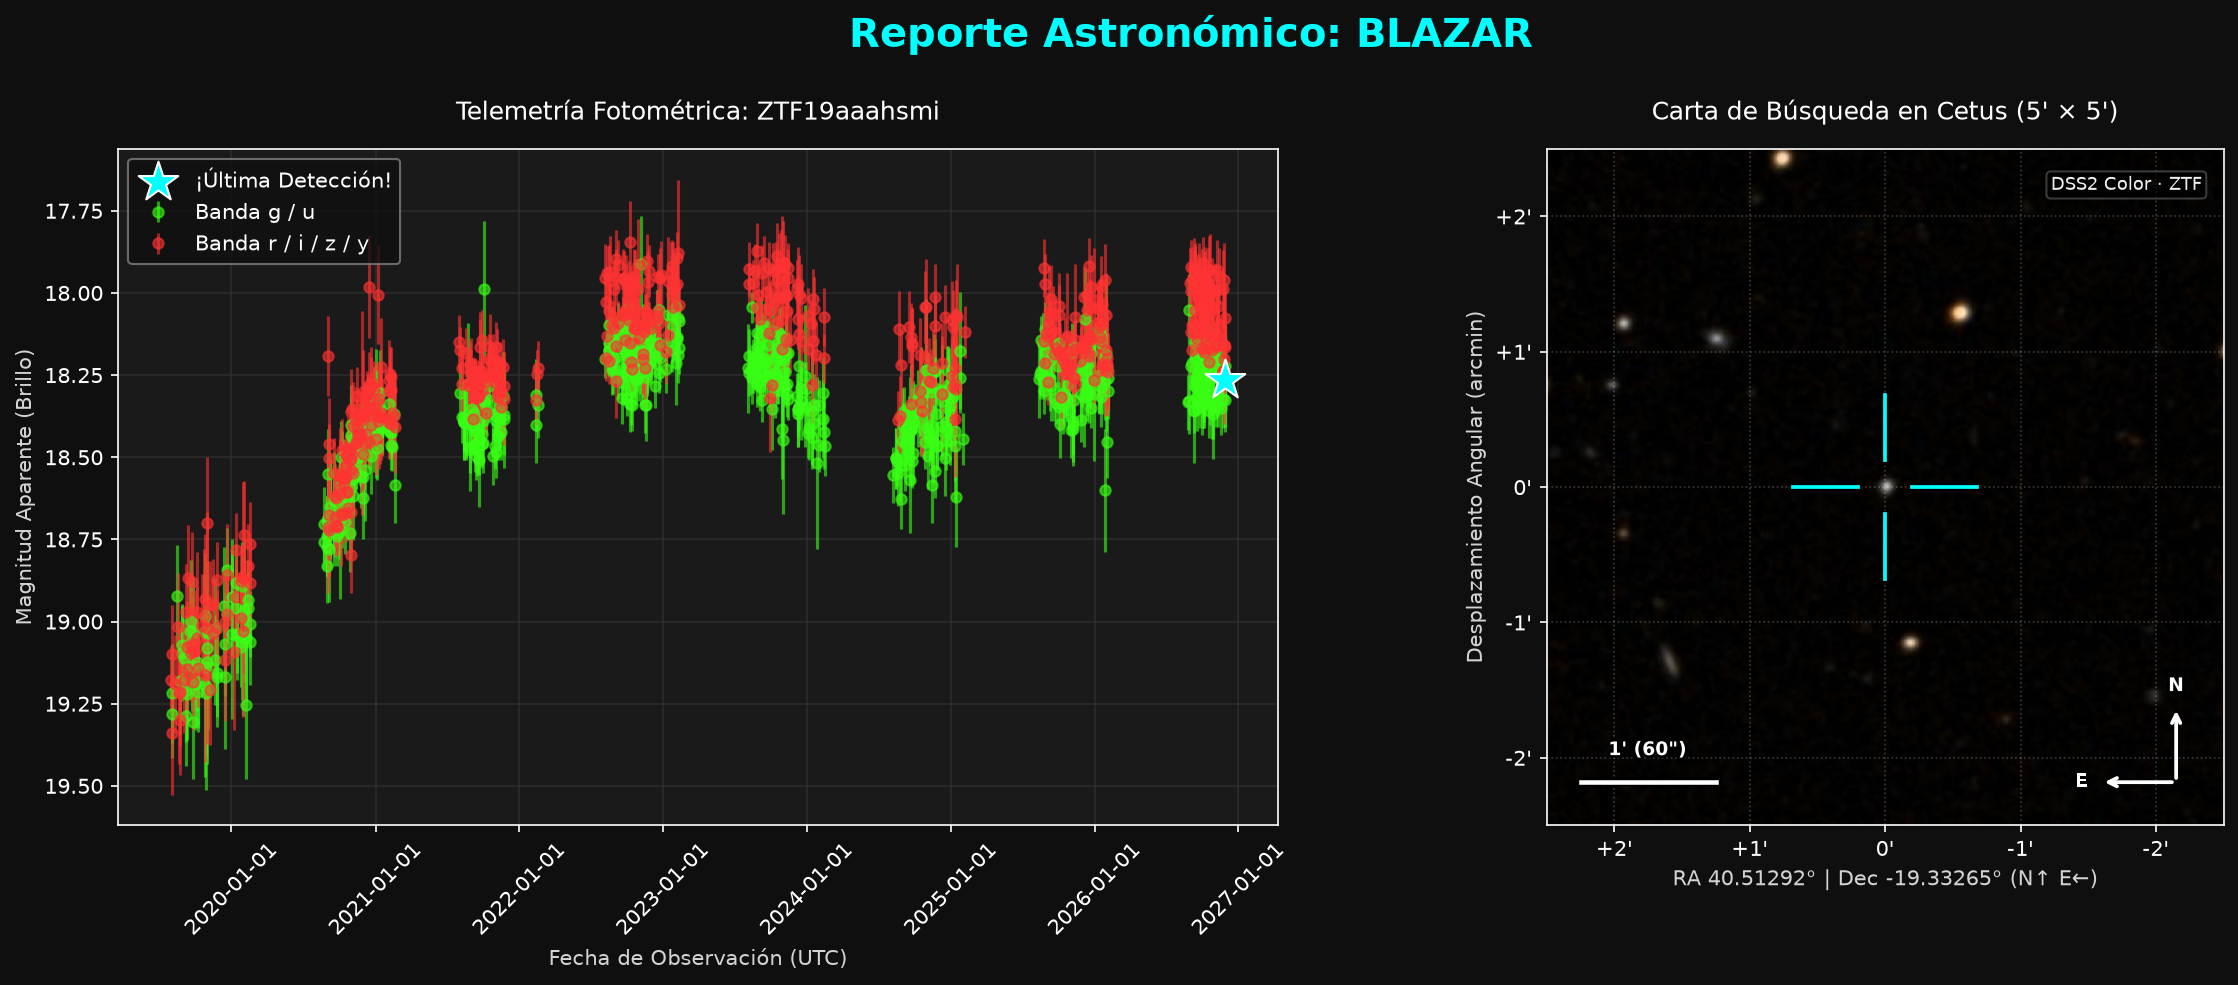 Reporte Astronómico: BLAZAR
Telemetría Fotométrica: ZTF19aaahsmi
¡Última Detección!
Banda g / u
Banda r / i / z / y
Magnitud Aparente (Brillo)
17.75
18.00
18.25
18.50
18.75
19.00
19.25
19.50
2020-01-01
2021-01-01
2022-01-01
2023-01-01
2024-01-01
2025-01-01
2026-01-01
2027-01-01
Fecha de Observación (UTC)
Carta de Búsqueda en Cetus (5' × 5')
DSS2 Color · ZTF
Desplazamiento Angular (arcmin)
+2'
+1'
0'
-1'
-2'
N
E
1' (60")
+2'
+1'
0'
-1'
-2'
RA 40.51292° | Dec -19.33265° (N↑ E←)